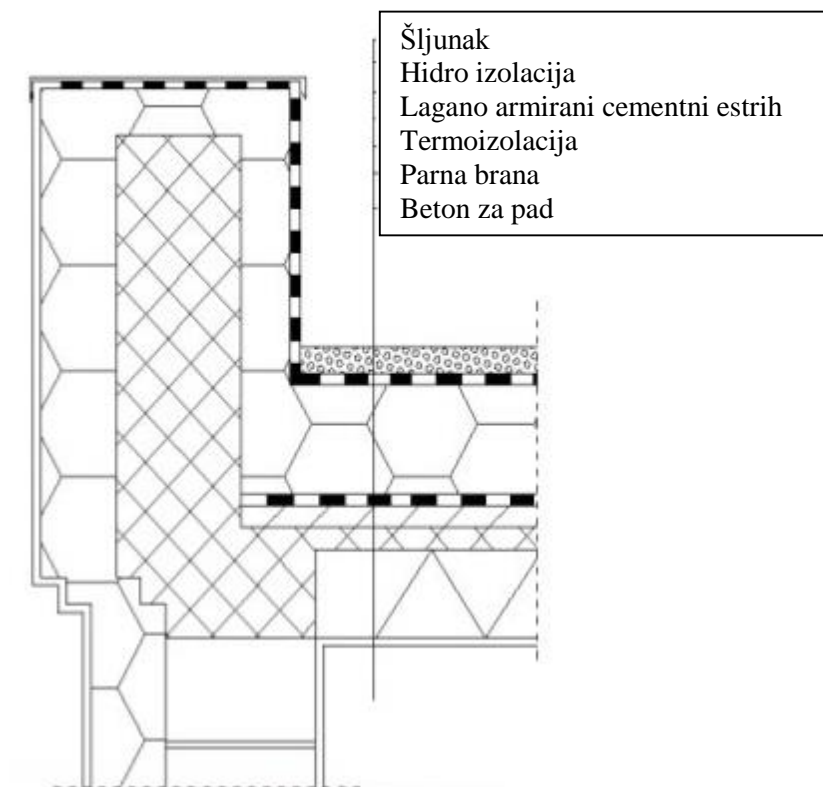 Šljunak
Hidro izolacija
Lagano armirani cementni estrih
Termoizolacija
Parna brana
Beton za pad